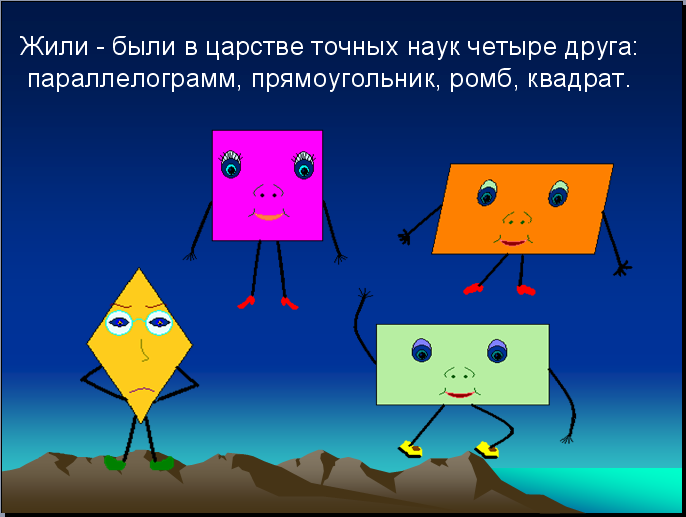 Жили - были в царстве точных наук четыре друга:
параллелограмм, прямоугольник, ромб, квадрат.